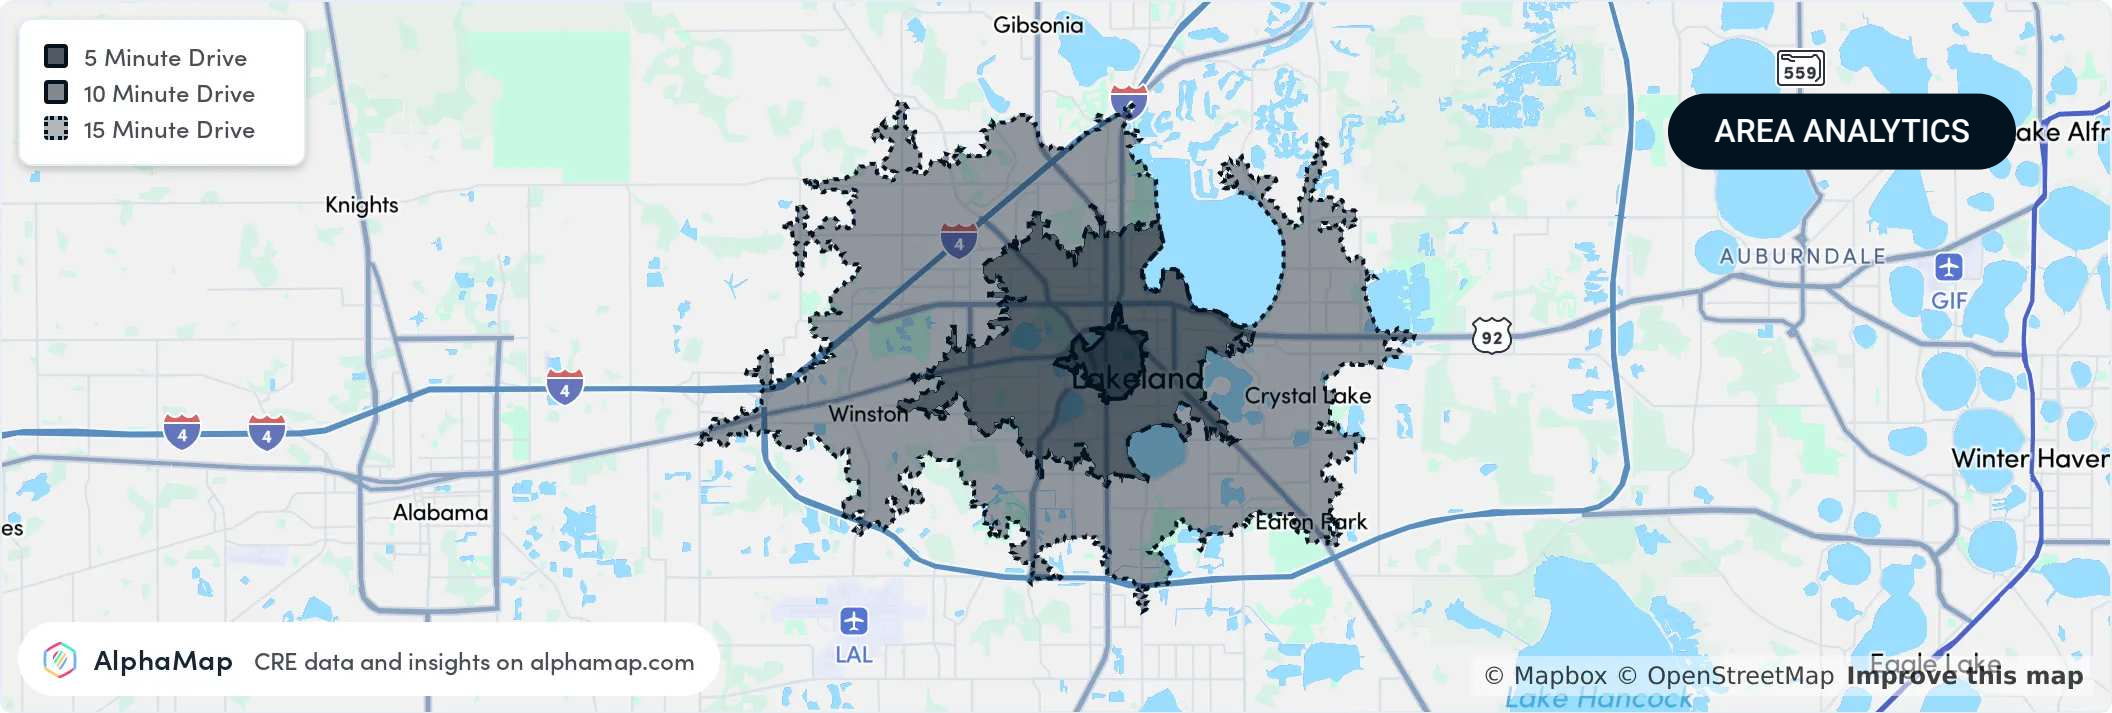 Gibsonia
5 Minute Drive
10 Minute Drive
15 Minute Drive
559
AREA ANALYTICS
ake Alfr
Knights
4
AUBURNDALE
GIF
92
4
Lakeland
Crystal Lake
Winston
4
4
Winter Haven
Alabama
Eaton Park
es
LAL
AlphaMap
CRE data and insights on alphamap.com
Eagle Lake
© Mapbox © OpenStreetMap Improve this map
Lake Hancock